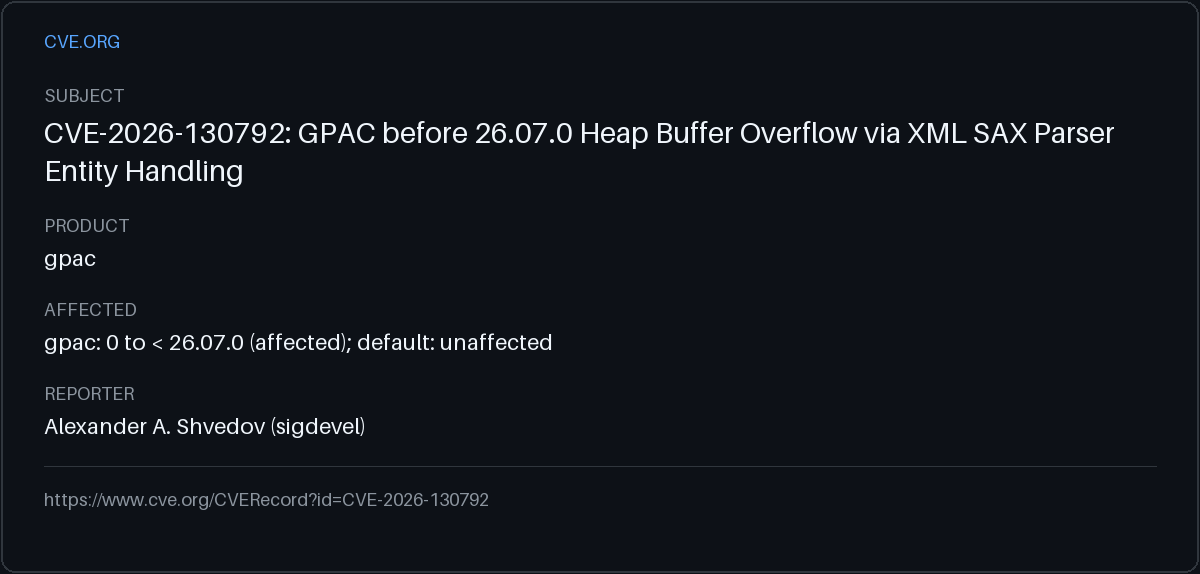 CVE.ORG
SUBJECT
CVE-2026-130792: GPAC before 26.07.0 Heap Buffer Overflow via XML SAX Parser
Entity Handling
PRODUCT
gpac
AFFECTED
gpac: 0 to < 26.07.0 (affected); default: unaffected
REPORTER
Alexander A. Shvedov (sigdevel)
https://www.cve.org/CVERecord?id=CVE-2026-130792